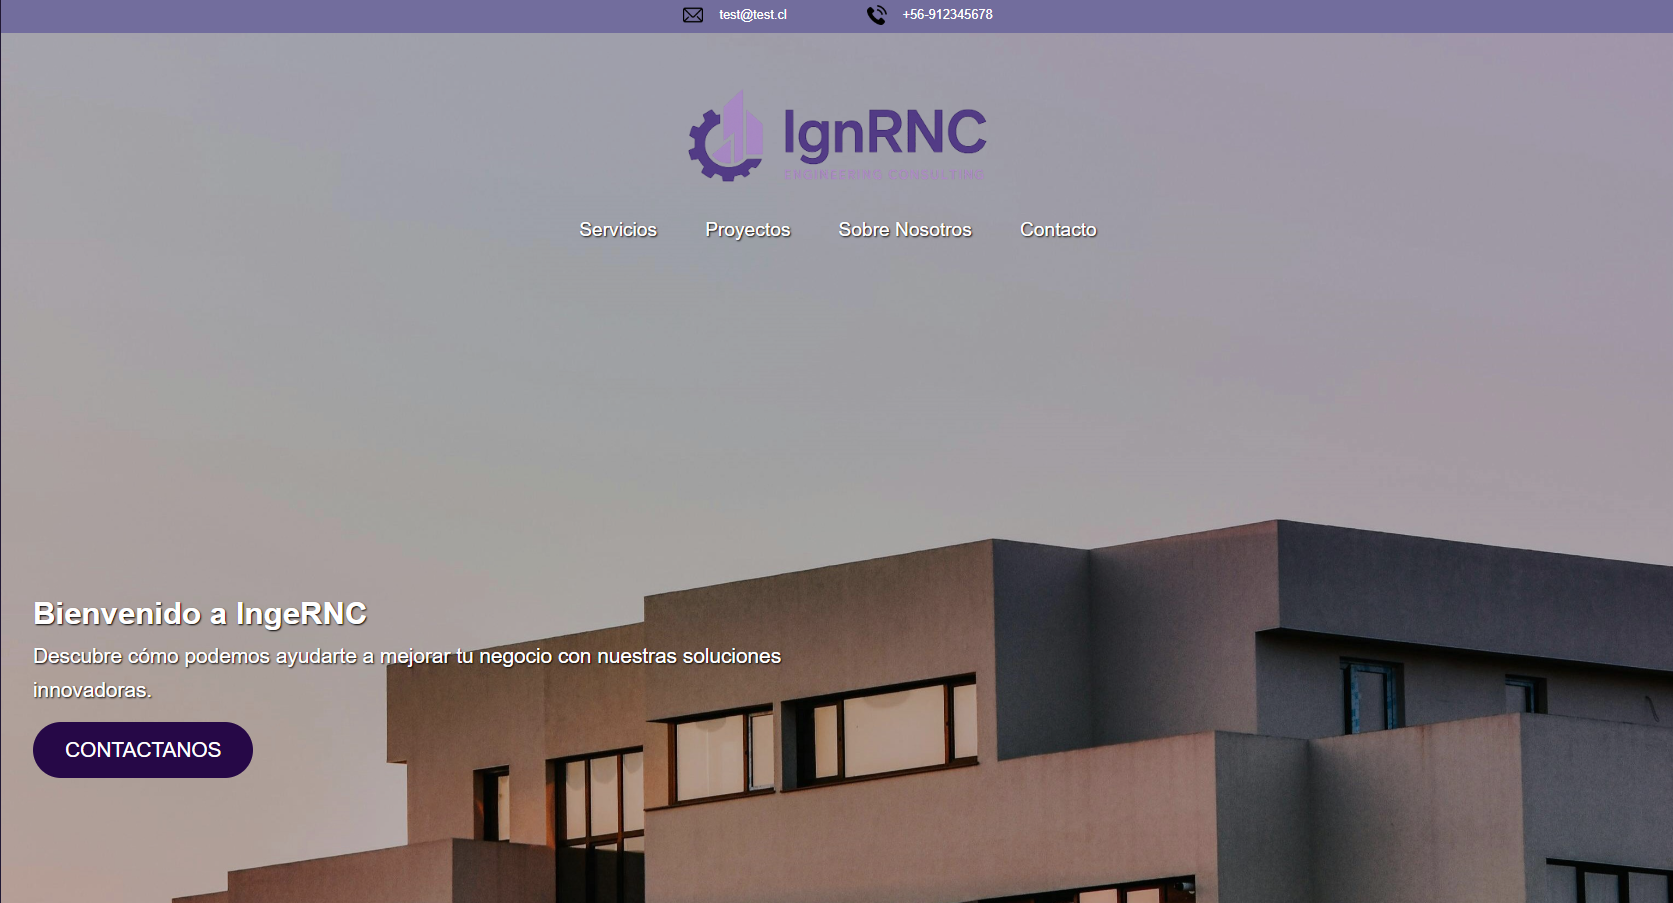 test@test.cl +56-912345678
IgnRNC
ENGINEERING CONSULTING
Servicios Proyectos Sobre Nosotros Contacto
Bienvenido a IngeRNC
Descubre cómo podemos ayudarte a mejorar tu negocio con nuestras soluciones
innovadoras.
CONTACTANOS